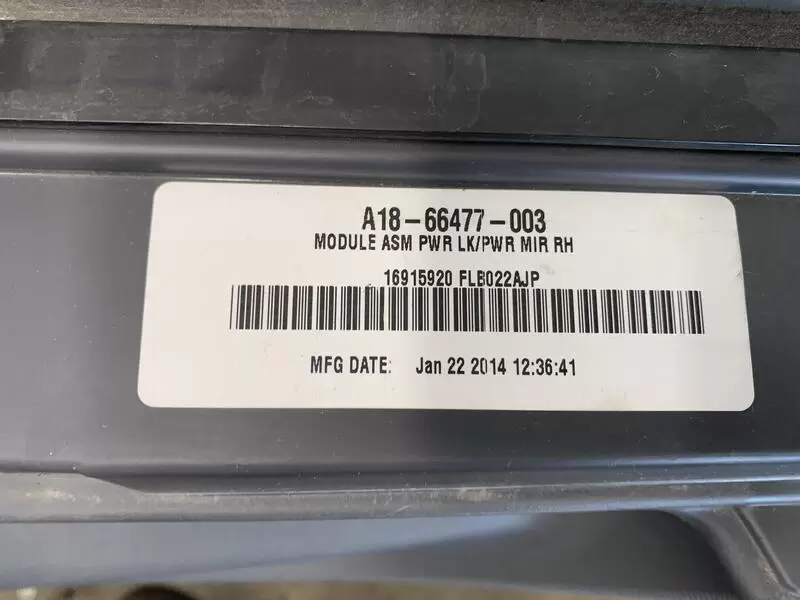 A18-66477-003
MODULE ASM PWR LK/PWR MIR RH
16915920 FLB022AJP
MFG DATE: Jan 22 2014 12:36:41